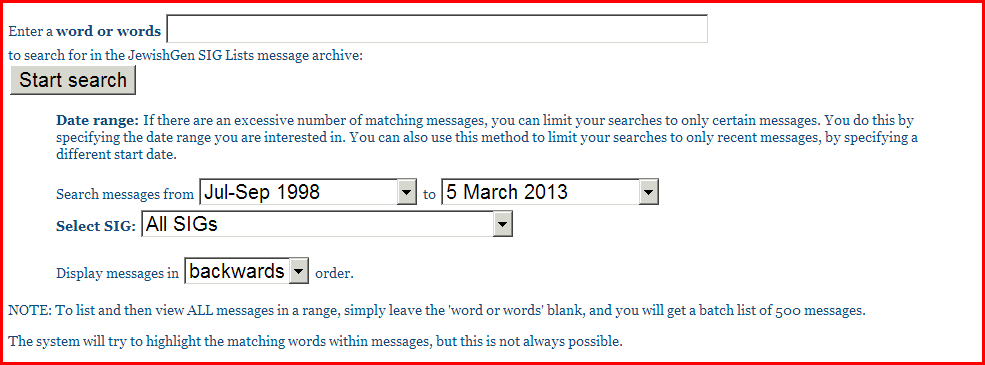 Enter a word or words
to search for in the JewishGen SIG Lists message archive:
Start search
Date range: If there are an excessive number of matching messages, you can limit your searches to only certain messages. You do this by
specifying the date range you are interested in. You can also use this method to limit your searches to only recent messages, by specifying a
different start date.
Search messages from Jul-Sep 1998 to 5 March 2013
Select SIG: All SIGs
Display messages in backwards order.
NOTE: To list and then view ALL messages in a range, simply leave the 'word or words' blank, and you will get a batch list of 500 messages.
The system will try to highlight the matching words within messages, but this is not always possible.